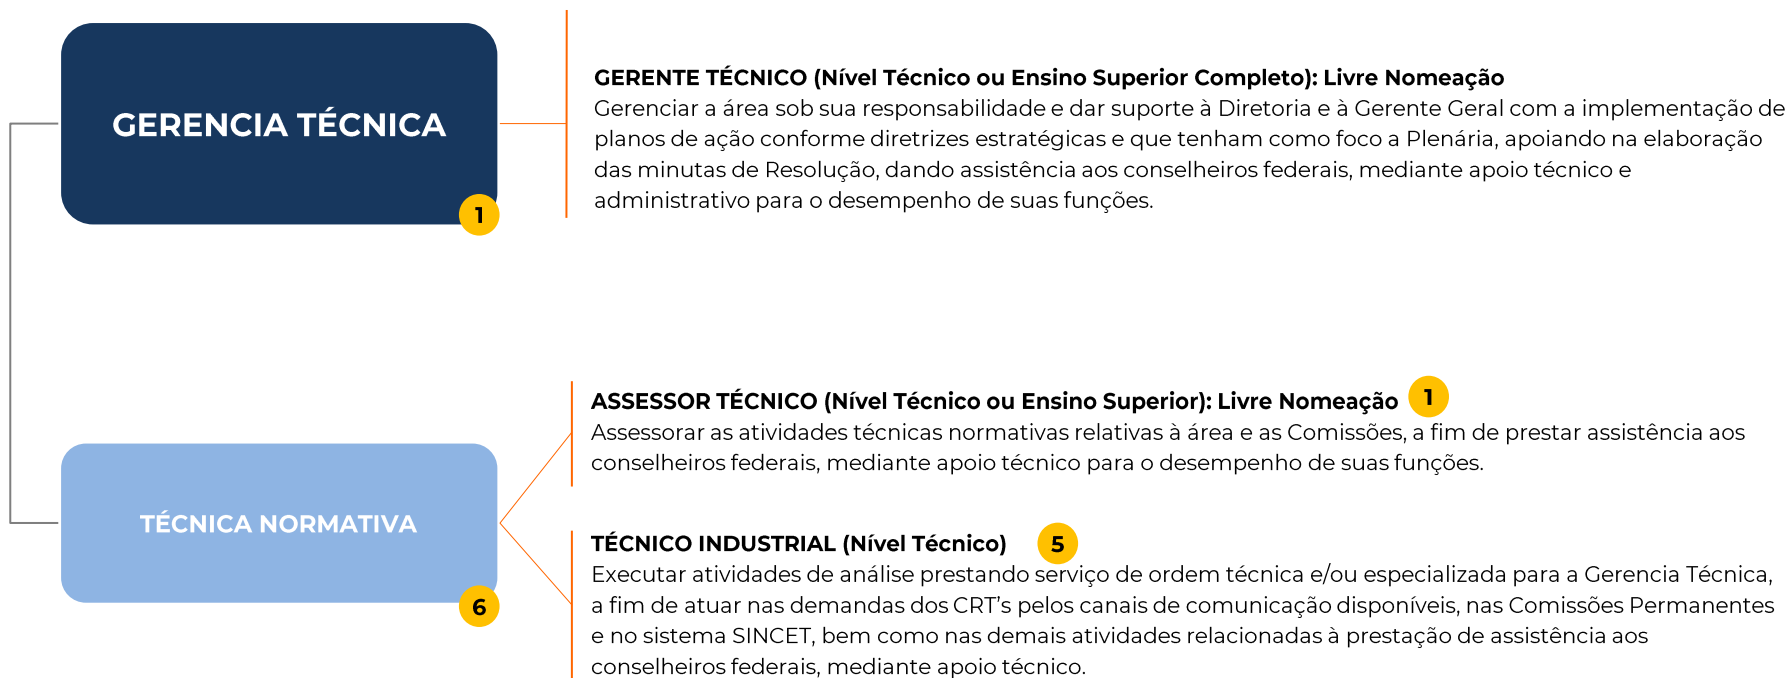 GERENCIA TÉCNICA
1
GERENTE TÉCNICO (Nível Técnico ou Ensino Superior Completo): Livre Nomeação
Gerenciar a área sob sua responsabilidade e dar suporte à Diretoria e à Gerente Geral com a implementação de
planos de ação conforme diretrizes estratégicas e que tenham como foco a Plenária, apoiando na elaboração
das minutas de Resolução, dando assistência aos conselheiros federais, mediante apoio técnico e
administrativo para o desempenho de suas funções.
TÉCNICA NORMATIVA
6
ASSESSOR TÉCNICO (Nível Técnico ou Ensino Superior): Livre Nomeação 1
Assessorar as atividades técnicas normativas relativas à área e as Comissões, a fim de prestar assistência aos
conselheiros federais, mediante apoio técnico para o desempenho de suas funções.
TÉCNICO INDUSTRIAL (Nível Técnico) 5
Executar atividades de análise prestando serviço de ordem técnica e/ou especializada para a Gerencia Técnica,
a fim de atuar nas demandas dos CRT’s pelos canais de comunicação disponíveis, nas Comissões Permanentes
e no sistema SINCET, bem como nas demais atividades relacionadas à prestação de assistência aos
conselheiros federais, mediante apoio técnico.